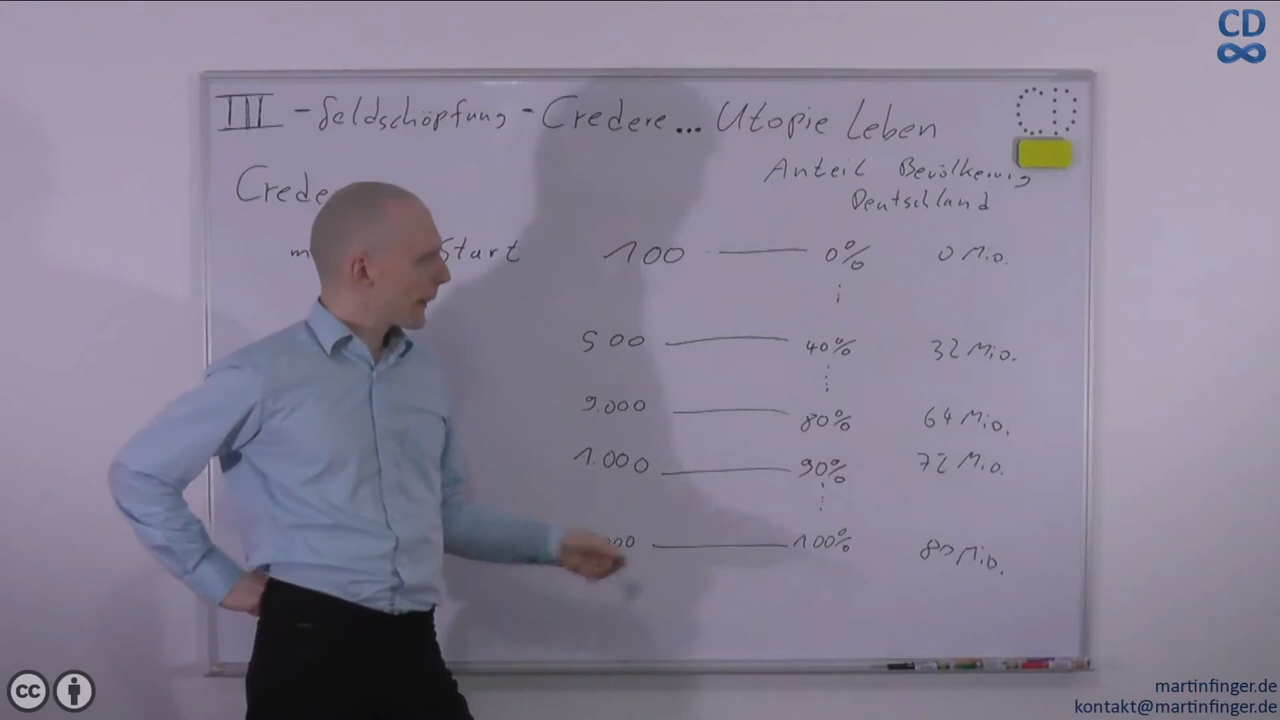 CD
III - Geldschöpfung - Credere... Utopie Leben
Anteil Bevölkerung
Deutschland
Start
100 — 0% 0 Mio.
500 — 40% 32 Mio.
9.000 — 80% 64 Mio.
1.000 — 90% 72 Mio.
100% 80 Mio.
cc
martinfinger.de
kontakt@martinfinger.de